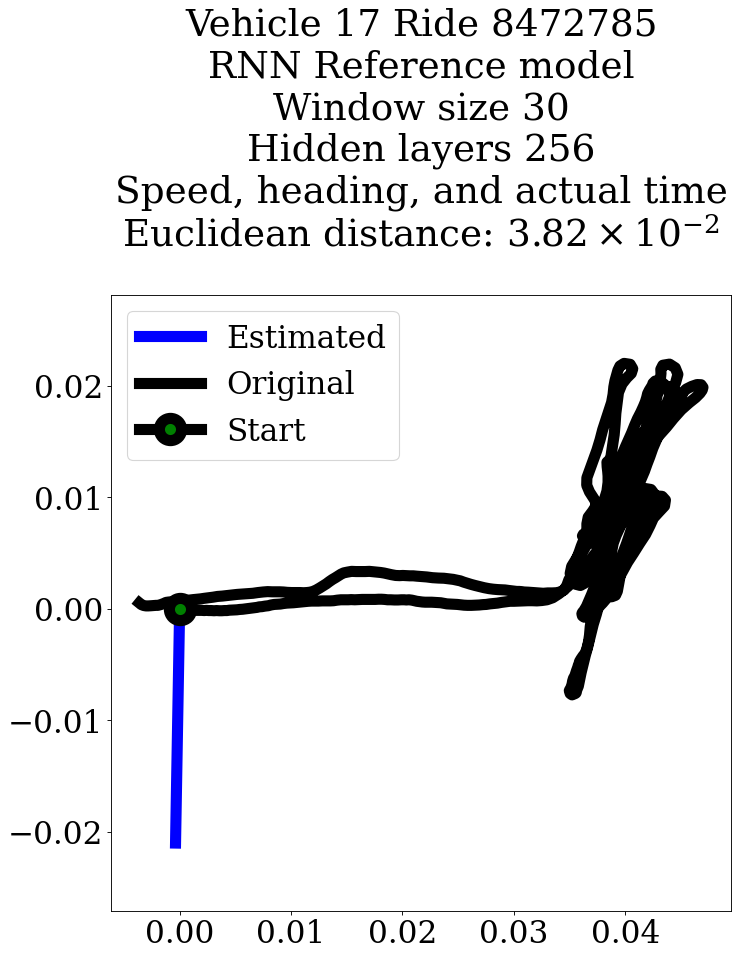 Vehicle 17 Ride 8472785
RNN Reference model
Window size 30
Hidden layers 256
Speed, heading, and actual time
Euclidean distance: 3.82 × 10⁻²
Estimated
Original
Start
0.02
0.01
0.00
−0.01
−0.02
0.00 0.01 0.02 0.03 0.04